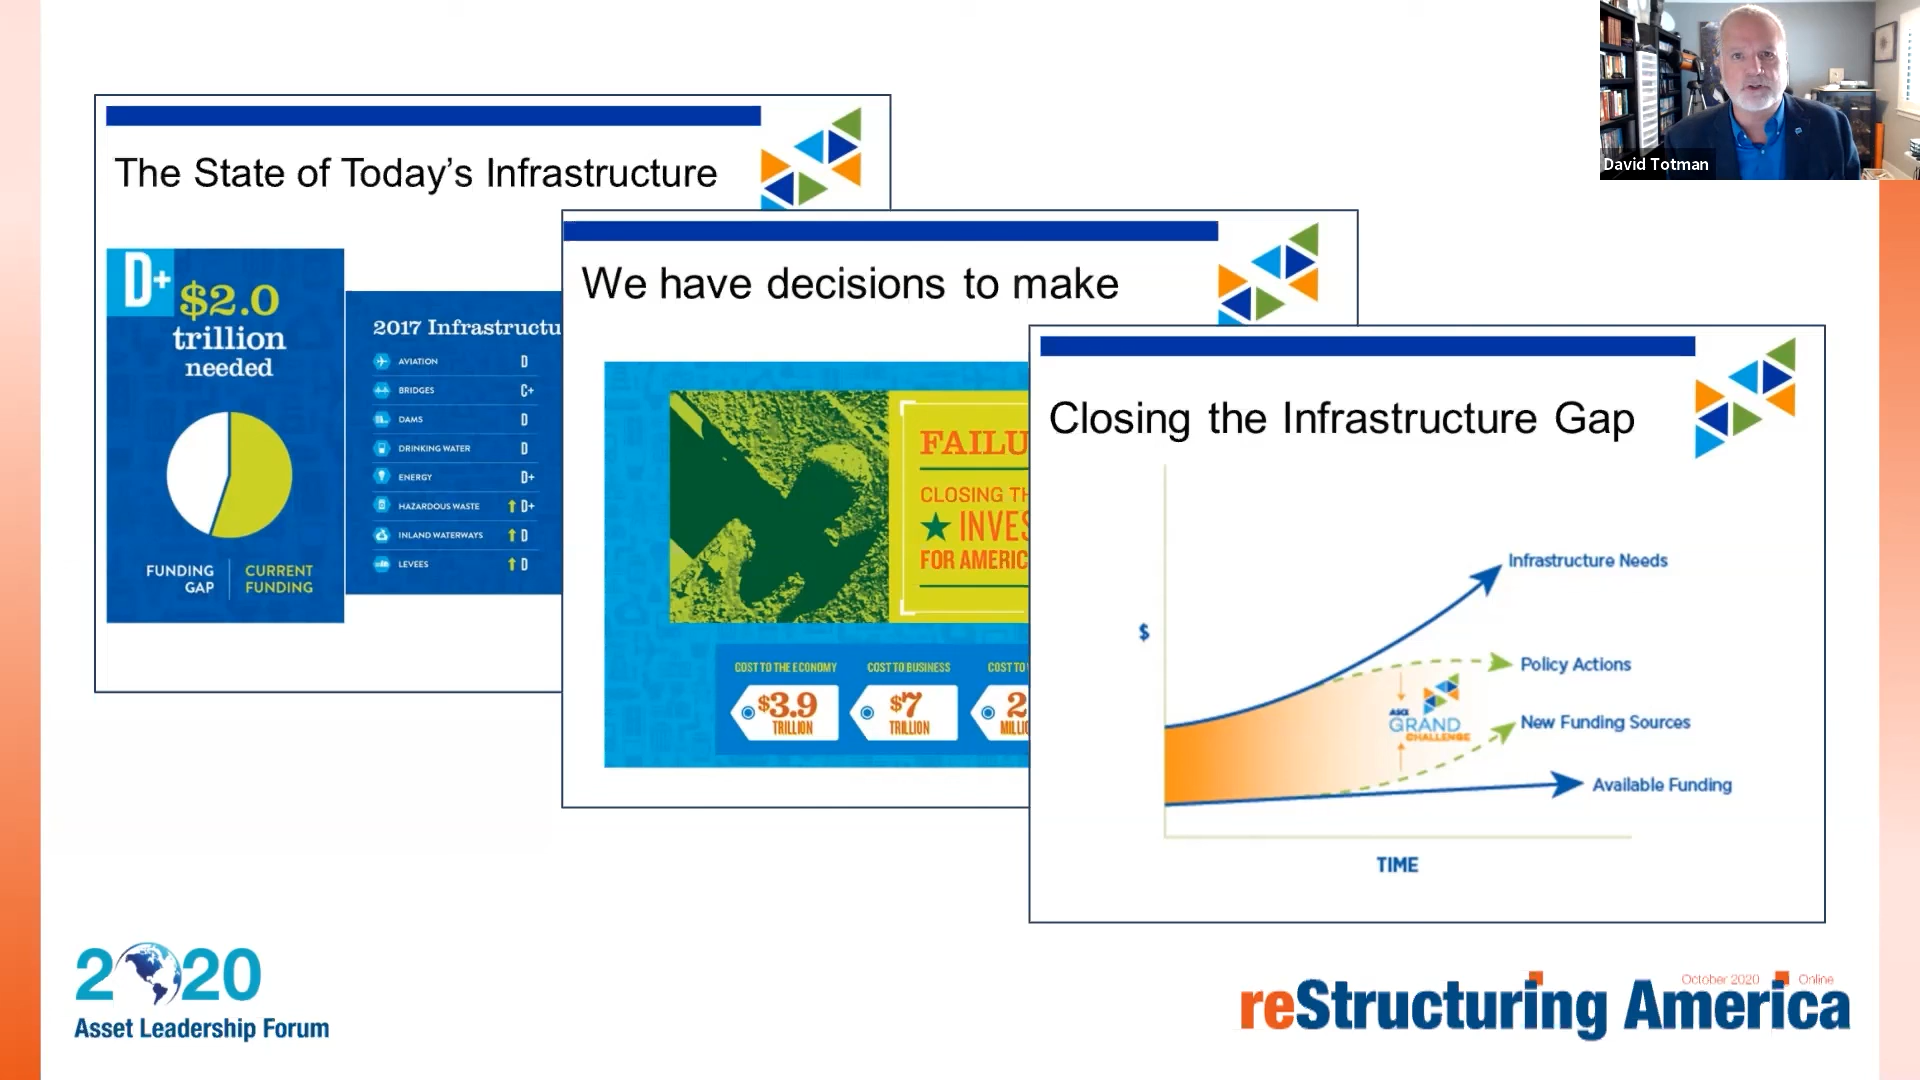 David Totman
The State of Today's Infrastructure
D+
$2.0
trillion
needed
FUNDING
GAP
CURRENT
FUNDING
2017 Infrastructu
AVIATION D
BRIDGES C+
DAMS D
DRINKING WATER D
ENERGY D+
HAZARDOUS WASTE D+
INLAND WATERWAYS D
LEVEES D
We have decisions to make
FAILU
CLOSING TH
INVES
FOR AMERIC
COST TO THE ECONOMY
$3.9
TRILLION
COST TO BUSINESS
$7
TRILLION
COST TO
2
MILLI
Closing the Infrastructure Gap
$
Infrastructure Needs
Policy Actions
ASCE
GRAND
CHALLENGE
New Funding Sources
Available Funding
TIME
2020
Asset Leadership Forum
October 2020 Online
reStructuring America